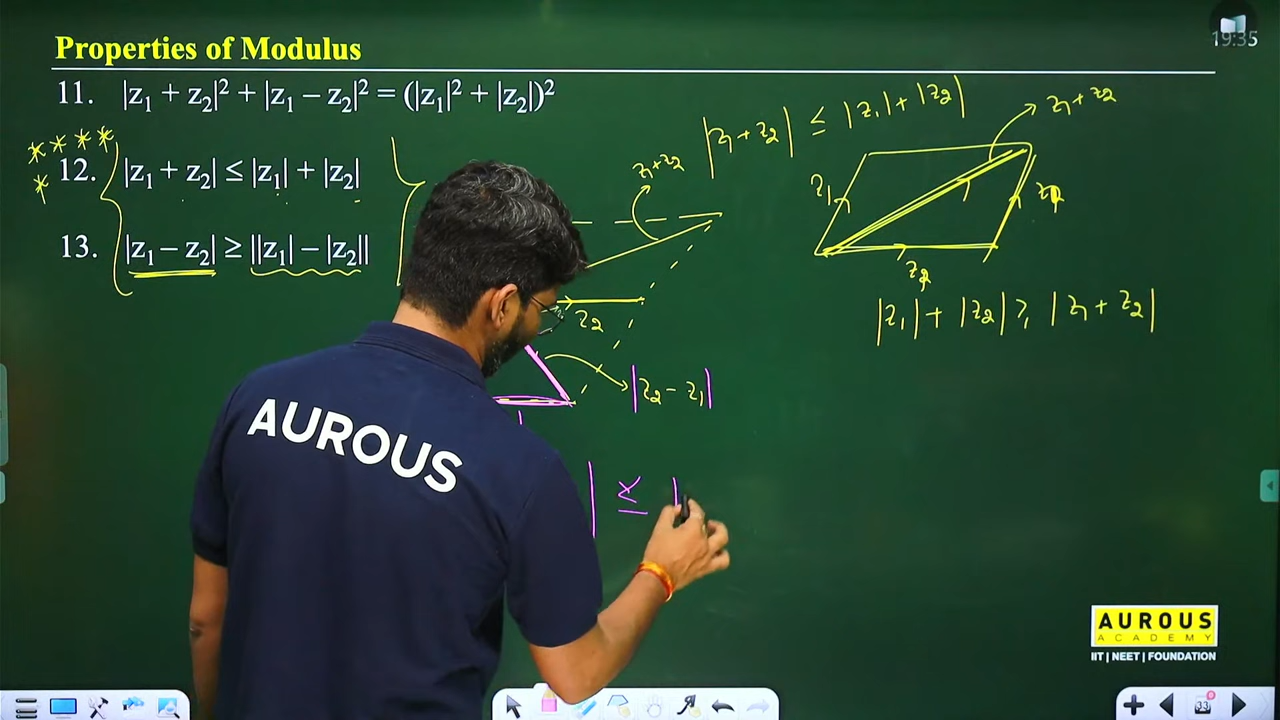 19:35
Properties of Modulus
11. |z₁ + z₂|² + |z₁ − z₂|² = (|z₁|² + |z₂|)²
**** 
*
12. |z₁ + z₂| ≤ |z₁| + |z₂|
13. |z₁ − z₂| ≥ ||z₁| − |z₂||
z₁+z₂
z₂
|z₂ − z₁|
| ≤ |
|z₁ + z₂| ≤ |z₁| + |z₂|
z₁ + z₂
z₁
z₂
|z₁| + |z₂| ≥ |z₁ + z₂|
AUROUS
AUROUS
ACADEMY
IIT | NEET | FOUNDATION
33